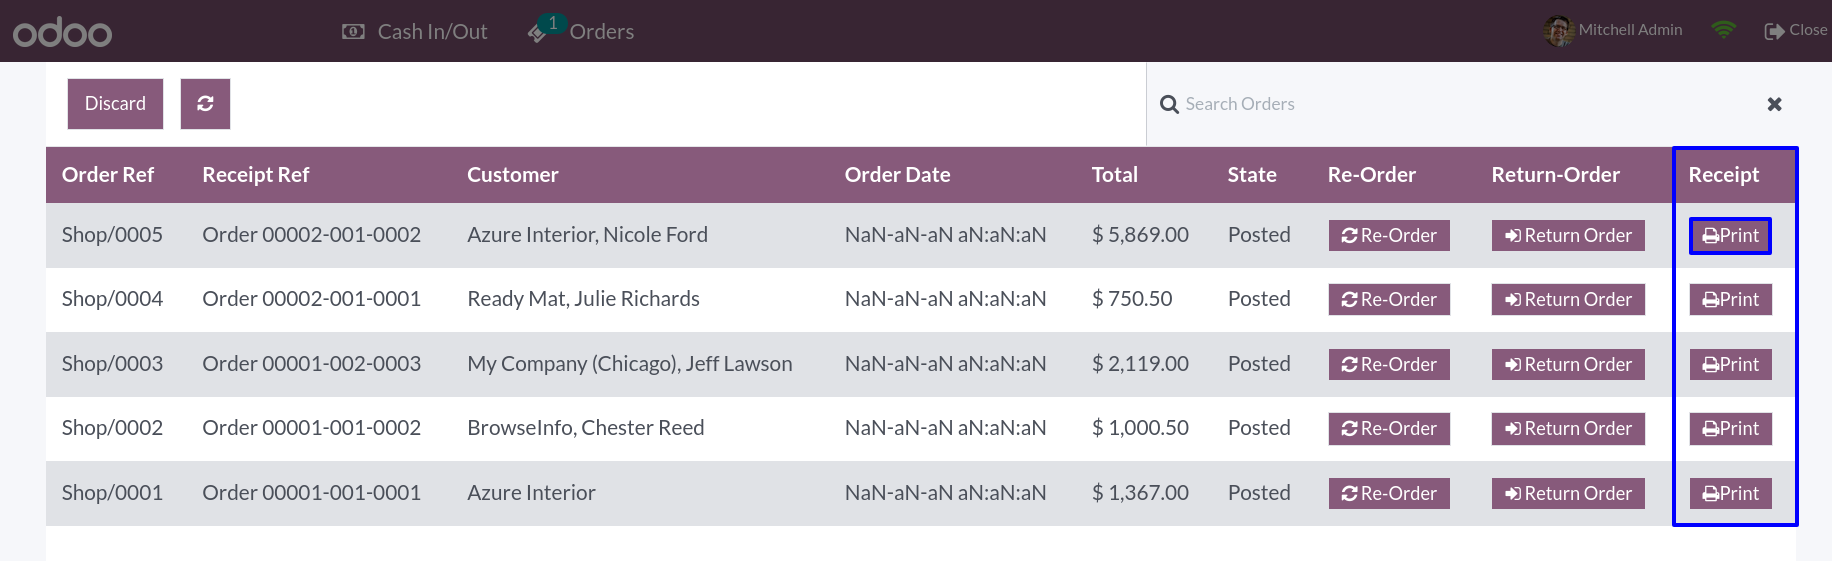 odoo Cash In/Out 1 Orders Mitchell Admin Close
Discard Search Orders
Order Ref Receipt Ref Customer Order Date Total State Re-Order Return-Order Receipt
Shop/0005 Order 00002-001-0002 Azure Interior, Nicole Ford NaN-aN-aN aN:aN:aN $ 5,869.00 Posted Re-Order Return Order Print
Shop/0004 Order 00002-001-0001 Ready Mat, Julie Richards NaN-aN-aN aN:aN:aN $ 750.50 Posted Re-Order Return Order Print
Shop/0003 Order 00001-002-0003 My Company (Chicago), Jeff Lawson NaN-aN-aN aN:aN:aN $ 2,119.00 Posted Re-Order Return Order Print
Shop/0002 Order 00001-001-0002 BrowseInfo, Chester Reed NaN-aN-aN aN:aN:aN $ 1,000.50 Posted Re-Order Return Order Print
Shop/0001 Order 00001-001-0001 Azure Interior NaN-aN-aN aN:aN:aN $ 1,367.00 Posted Re-Order Return Order Print